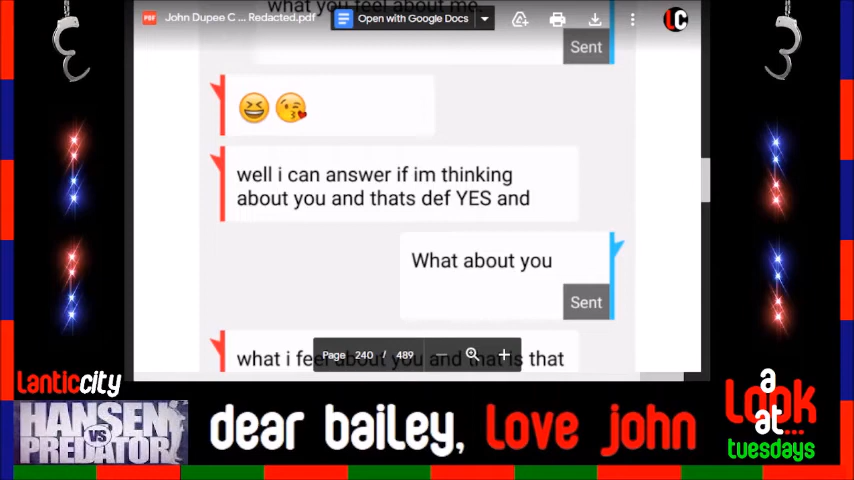 what you feel about me.
John Dupee C ... Redacted.pdf
Open with Google Docs
LC
Sent
well i can answer if im thinking
about you and thats def YES and
What about you
Sent
what i feel about you and that is that
Page 240 / 489
Lanticcity
HANSEN
VS
PREDATOR
dear bailey, Love john
a
Look
at...
tuesdays